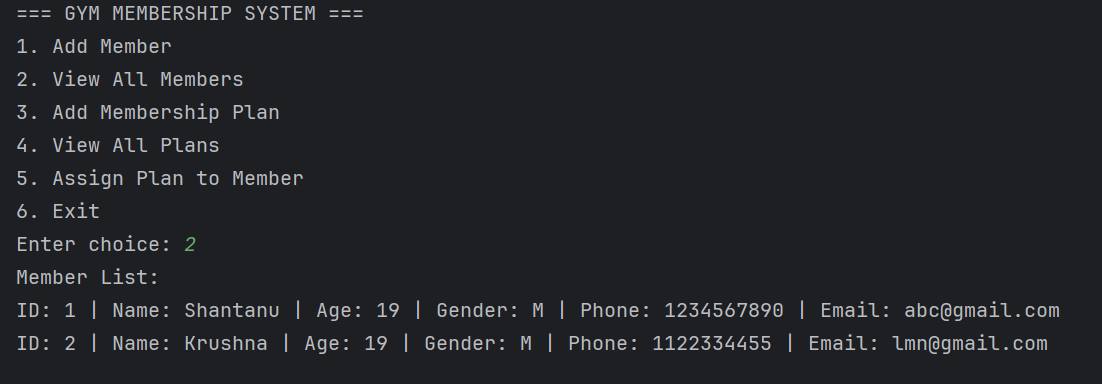 === GYM MEMBERSHIP SYSTEM ===
1. Add Member
2. View All Members
3. Add Membership Plan
4. View All Plans
5. Assign Plan to Member
6. Exit
Enter choice: 2
Member List:
ID: 1 | Name: Shantanu | Age: 19 | Gender: M | Phone: 1234567890 | Email: abc@gmail.com
ID: 2 | Name: Krushna | Age: 19 | Gender: M | Phone: 1122334455 | Email: lmn@gmail.com